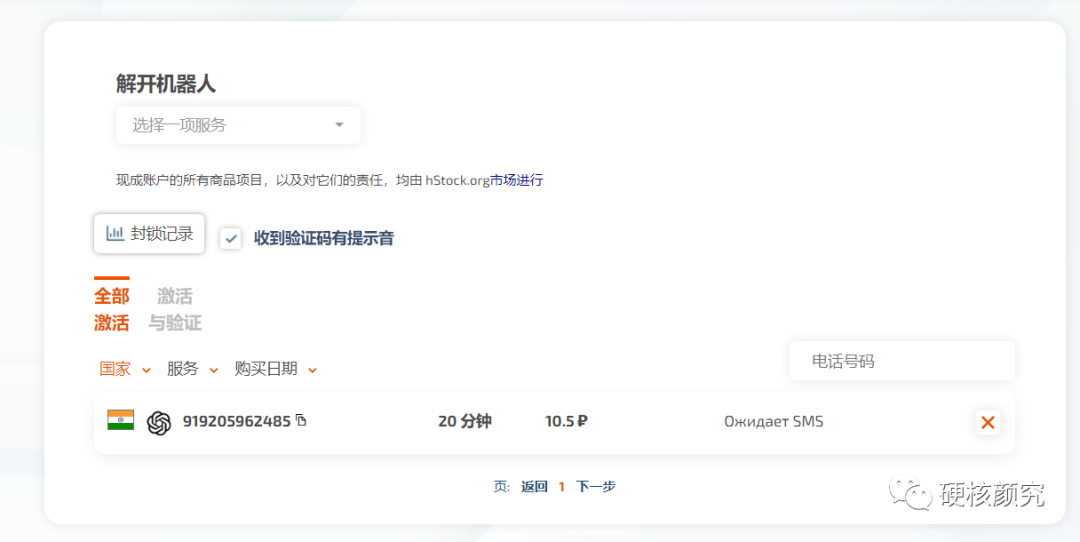 解开机器人
选择一项服务
现成账户的所有商品项目，以及对它们的责任，均由 hStock.org市场进行
封锁记录
收到验证码有提示音
全部 激活
激活 与验证
国家 服务 购买日期
电话号码
919205962485 20 分钟 10.5 ₽ Ожидает SMS
页: 返回 1 下一步
硬核颜究